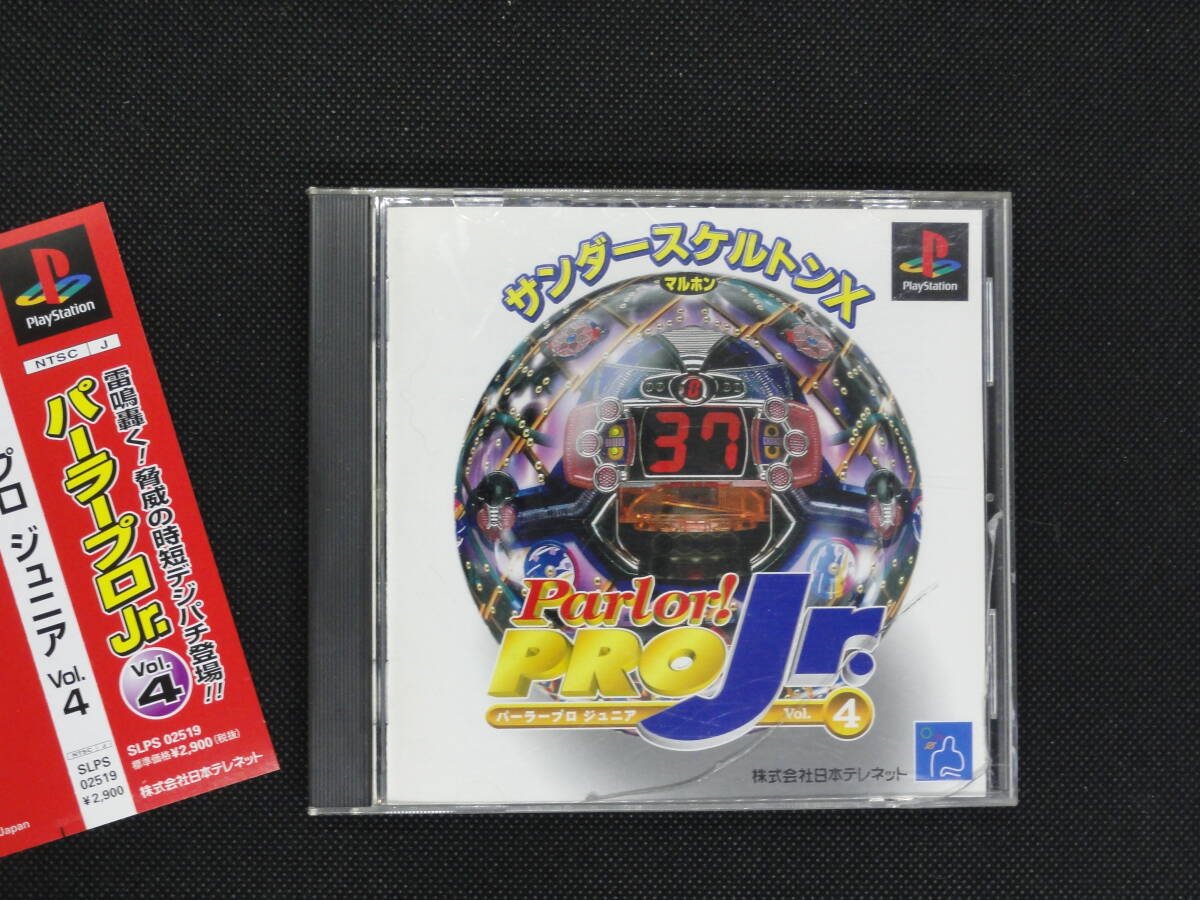 PlayStation
NTSC J
雷鳴轟く!脅威の時短デジパチ登場!!
パーラープロJr.
Vol.
4
SLPS 02519
標準価格¥2,900(税抜)
株式会社日本テレネット
プロ ジュニア Vol. 4
NTSC J
SLPS
02519
¥2,900
Japan
サンダースケルトンX
マルホン
PlayStation
0
37
Parlor!
PRO Jr.
パーラープロ ジュニア Vol. 4
株式会社日本テレネット